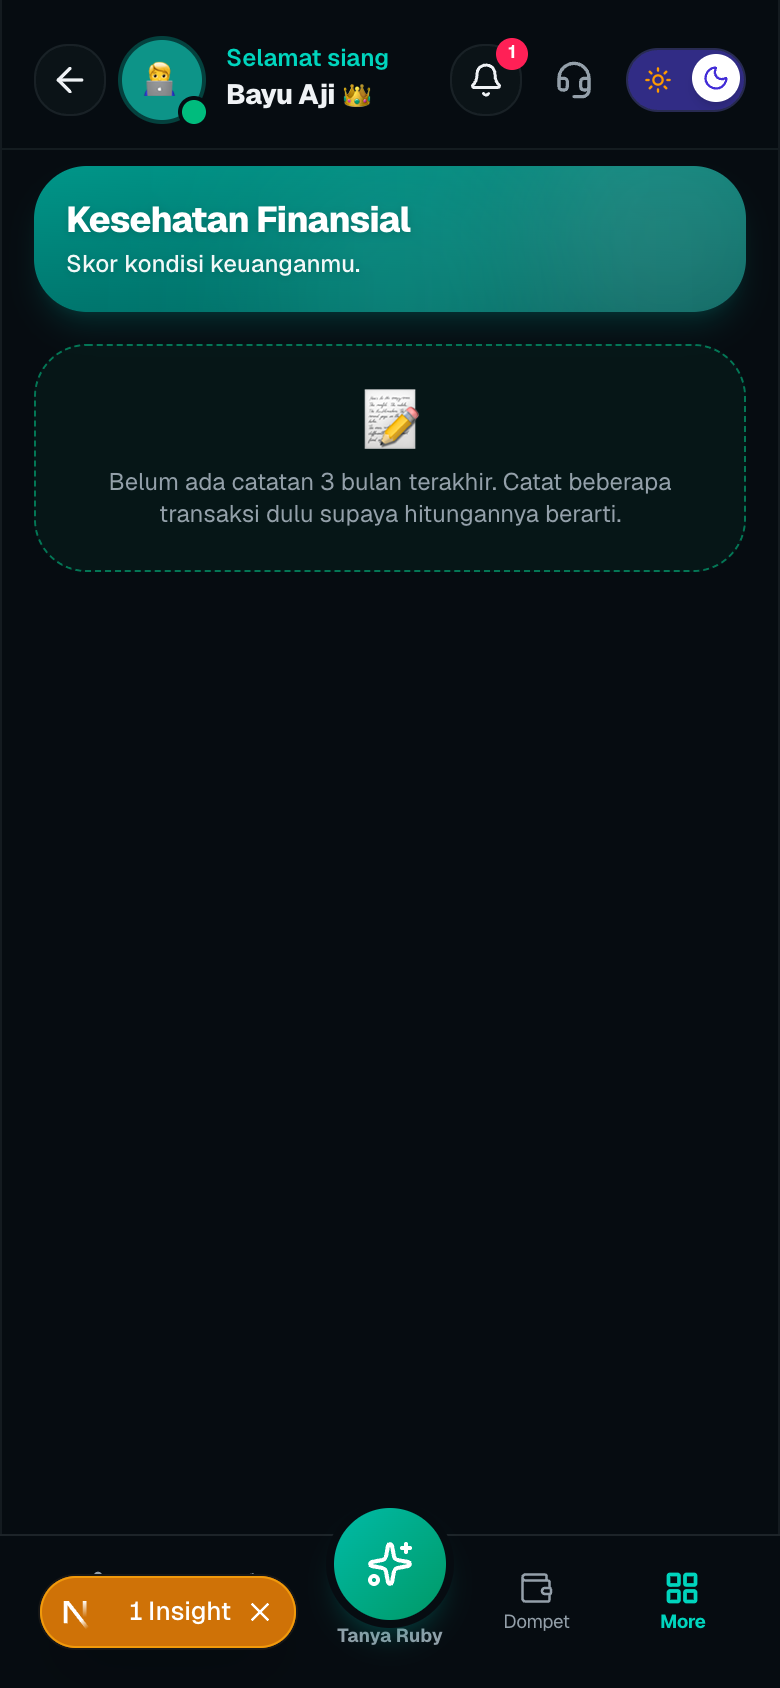 Selamat siang
Bayu Aji
1
Kesehatan Finansial
Skor kondisi keuanganmu.
Belum ada catatan 3 bulan terakhir. Catat beberapa
transaksi dulu supaya hitungannya berarti.
N
1 Insight
Tanya Ruby
Dompet
More